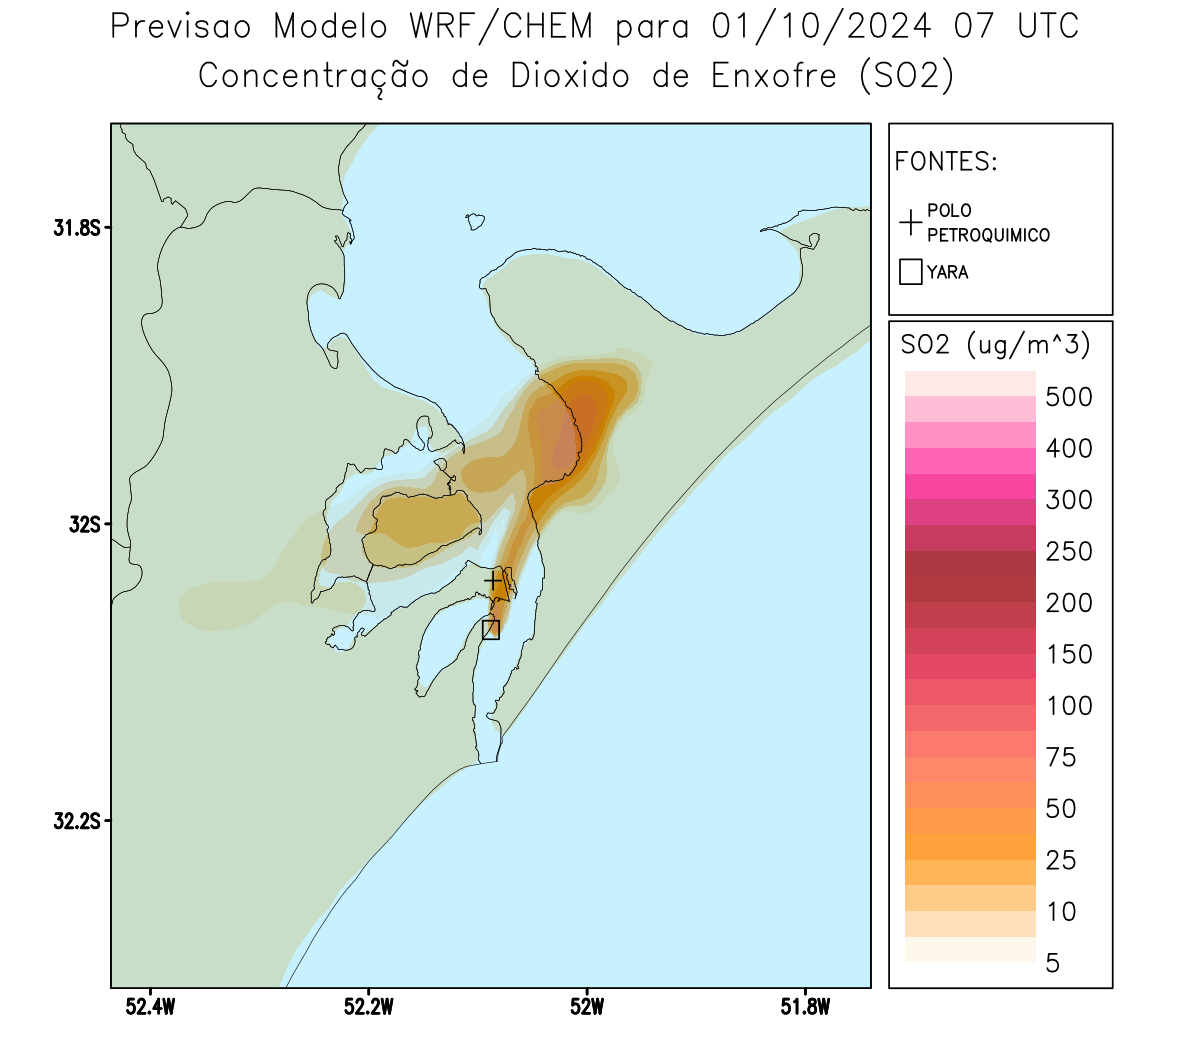 Previsao Modelo WRF/CHEM para 01/10/2024 07 UTC
Concentração de Dioxido de Enxofre (SO2)
FONTES:
POLO
PETROQUIMICO
YARA
31.8S
32S
32.2S
52.4W
52.2W
52W
51.8W
SO2 (ug/m^3)
500
400
300
250
200
150
100
75
50
25
10
5